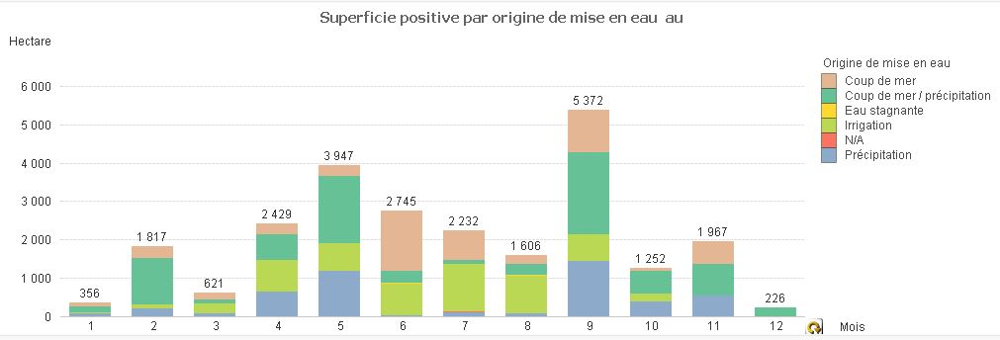 Superficie positive par origine de mise en eau au
Hectare
Origine de mise en eau
Coup de mer
Coup de mer / précipitation
Eau stagnante
Irrigation
N/A
Précipitation
6 000
5 000
4 000
3 000
2 000
1 000
0
356
1 817
621
2 429
3 947
2 745
2 232
1 606
5 372
1 252
1 967
226
1 2 3 4 5 6 7 8 9 10 11 12 Mois